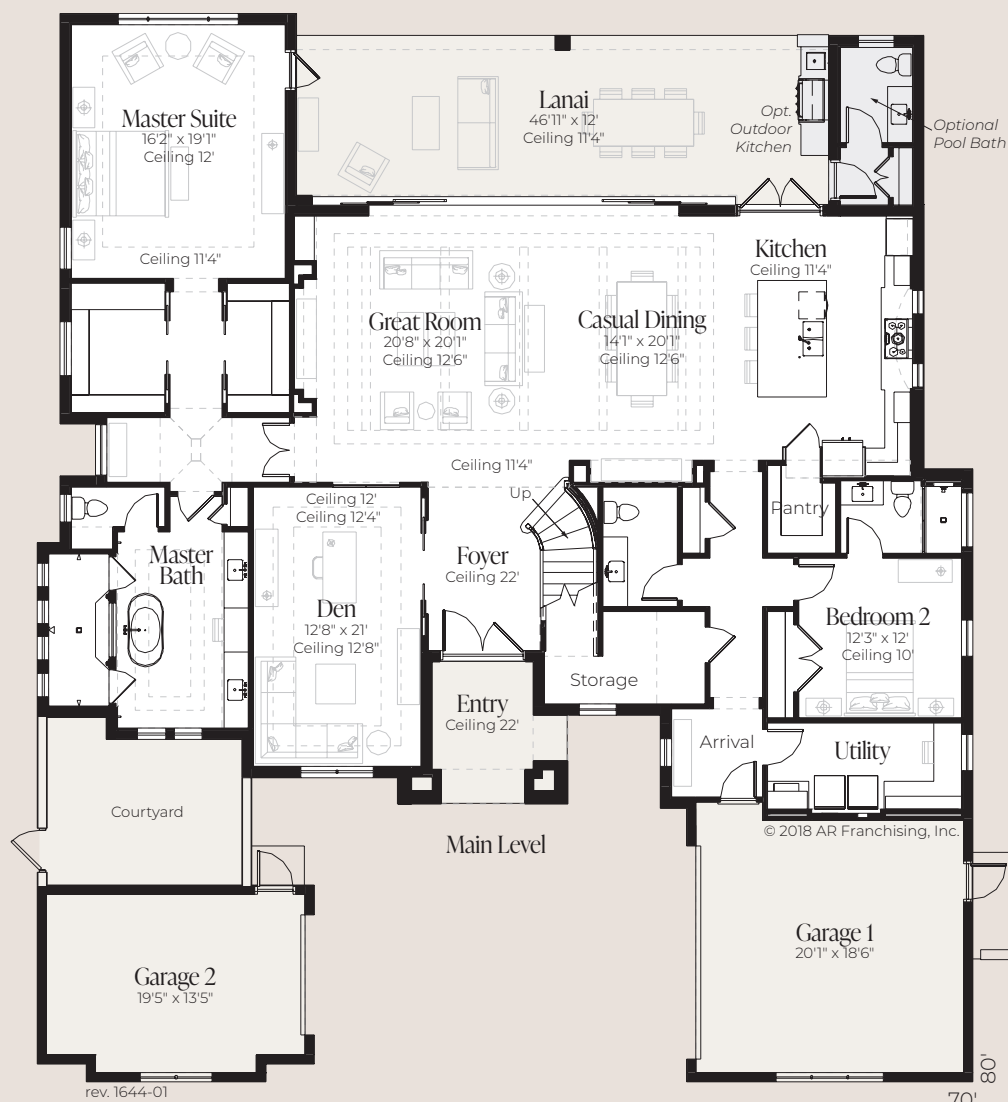 Master Suite
16'2" x 19'1"
Ceiling 12'
Ceiling 11'4"
Lanai
46'11" x 12'
Ceiling 11'4"
Opt.
Outdoor
Kitchen
Optional
Pool Bath
Great Room
20'8" x 20'1"
Ceiling 12'6"
Casual Dining
14'1" x 20'1"
Ceiling 12'6"
Kitchen
Ceiling 11'4"
Ceiling 11'4"
Up
Pantry
Master
Bath
Ceiling 12'
Ceiling 12'4"
Den
12'8" x 21'
Ceiling 12'8"
Foyer
Ceiling 22'
Bedroom 2
12'3" x 12'
Ceiling 10'
Storage
Entry
Ceiling 22'
Arrival
Utility
Courtyard
Main Level
© 2018 AR Franchising, Inc.
Garage 1
20'1" x 18'6"
Garage 2
19'5" x 13'5"
rev. 1644-01
80'
70'